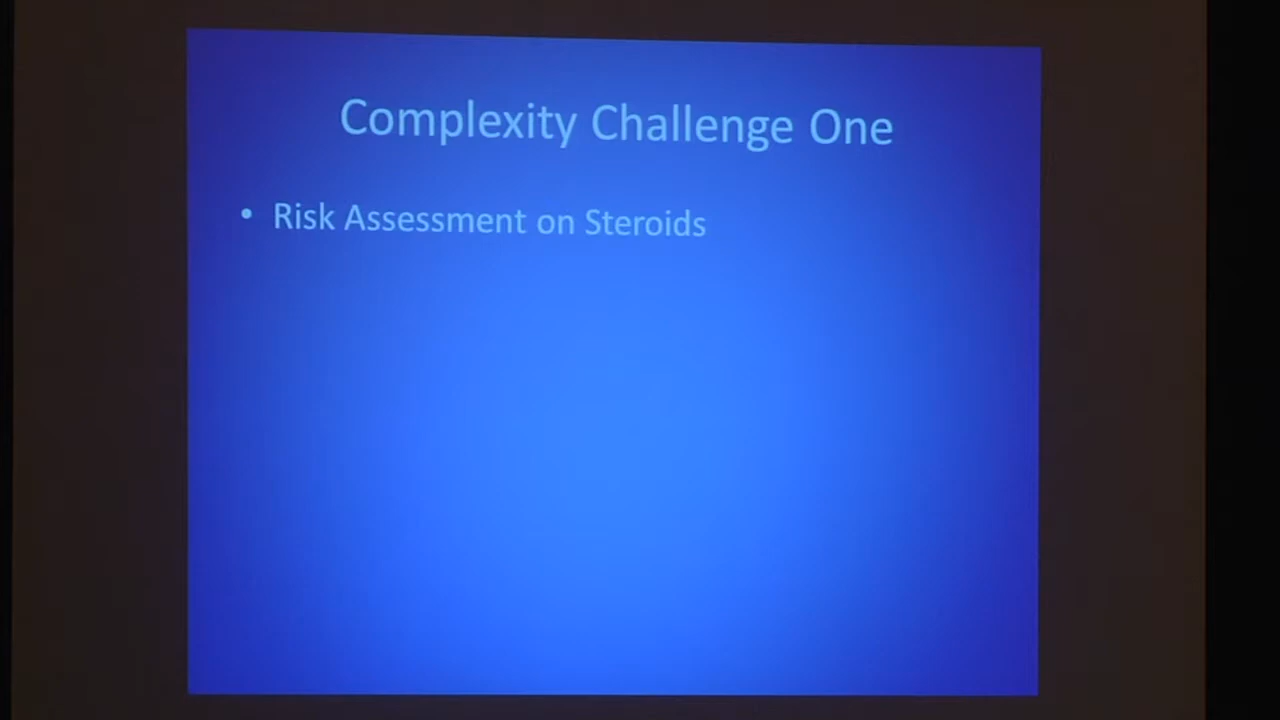 Complexity Challenge One
• Risk Assessment on Steroids